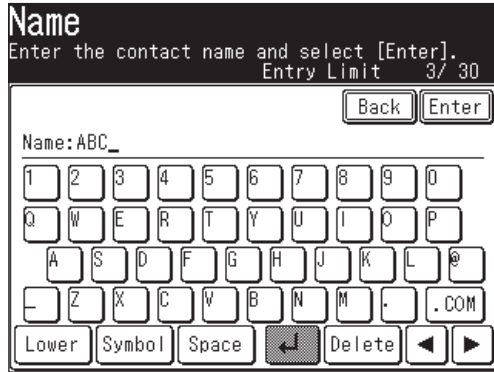 Name
Enter the contact name and select [Enter].
Entry Limit 3/ 30
Back Enter
Name:ABC_
1 2 3 4 5 6 7 8 9 0
Q W E R T Y U I O P
A S D F G H J K L @
_ Z X C V B N M . .COM
Lower Symbol Space ↵ Delete ◀ ▶